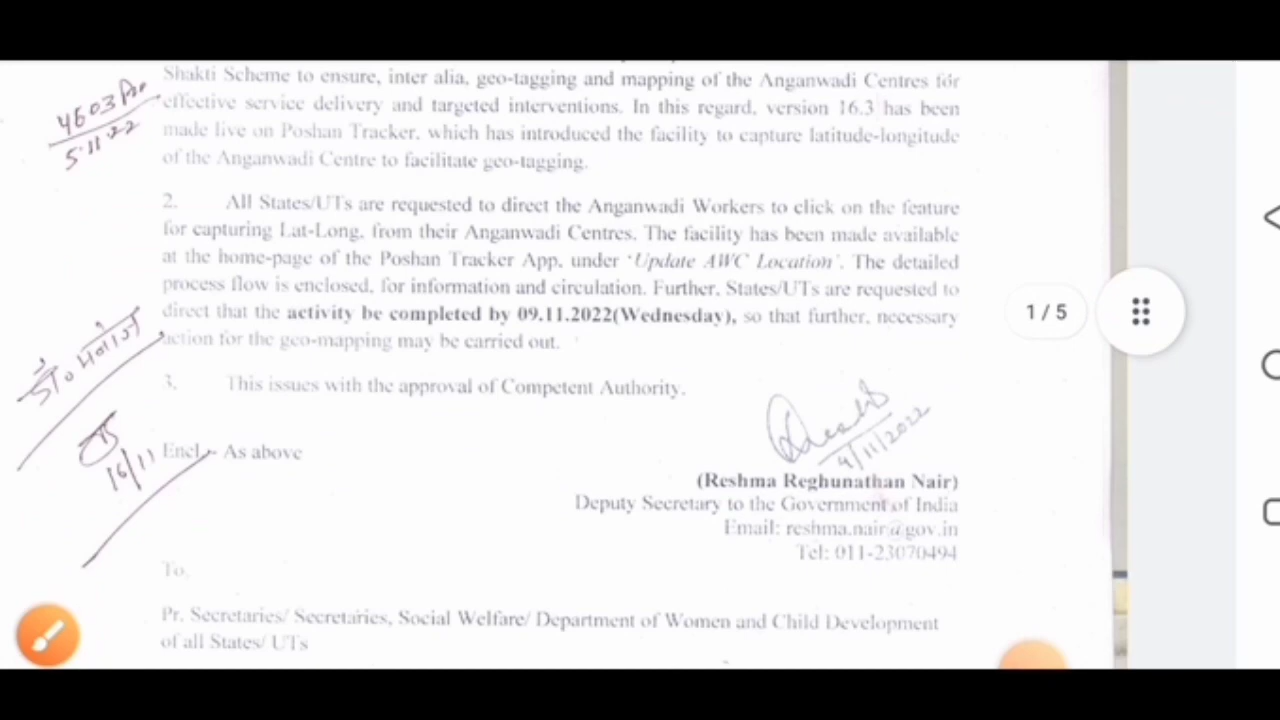 Shakti Scheme to ensure, inter alia, geo-tagging and mapping of the Anganwadi Centres for
effective service delivery and targeted interventions. In this regard, version 16.3 has been
made live on Poshan Tracker, which has introduced the facility to capture latitude-longitude
of the Anganwadi Centre to facilitate geo-tagging.
4603
5.11.22
2. All States/UTs are requested to direct the Anganwadi Workers to click on the feature
for capturing Lat-Long, from their Anganwadi Centres. The facility has been made available
at the home-page of the Poshan Tracker App, under 'Update AWC Location'. The detailed
process flow is enclosed, for information and circulation. Further, States/UTs are requested to
direct that the activity be completed by 09.11.2022(Wednesday), so that further, necessary
action for the geo-mapping may be carried out.
1 / 5
3. This issues with the approval of Competent Authority.
16/11
Encl.- As above
4/11/2022
(Reshma Reghunathan Nair)
Deputy Secretary to the Government of India
Email: reshma.nair@gov.in
Tel: 011-23070494
To,
Pr. Secretaries/ Secretaries, Social Welfare/ Department of Women and Child Development
of all States/ UTs